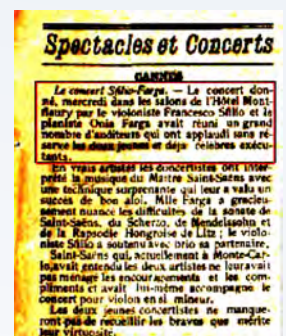 Spectacles et Concerts
CANNES
Le concert Sfilio-Farga. — Le concert don-
né, mercredi dans les salons de l'Hôtel Mont-
fleury par le violoniste Francesco Sfilio et le
pianiste Onia Farga avait réuni un grand
nombre d'auditeurs qui ont applaudi sans ré-
serve les deux jeunes et déjà célèbres exécu-
tants.
En vrais artistes les concertistes ont inter-
prété la musique du Maître Saint-Saëns avec
une technique surprenante qui leur a valu un
succès de bon aloi. Mlle Farga a gracieu-
sement nuancé les difficultés de la sonate de
Saint-Saëns, du Scherzo, de Mendelssohn et
de la Rapsodie Hongroise de Litz ; le violo-
niste Sfilio a soutenu avec brio sa partenaire.
Saint-Saëns qui, actuellement à Monte-Car-
lo, avait entendu les deux artistes ne leur avait
pas ménagé les encouragements et les com-
pliments et avait lui-même accompagné le
concert pour violon en si mineur.
Les deux jeunes concertistes ne manque-
ront pas de recueillir les bravos que mérite
leur virtuosité.